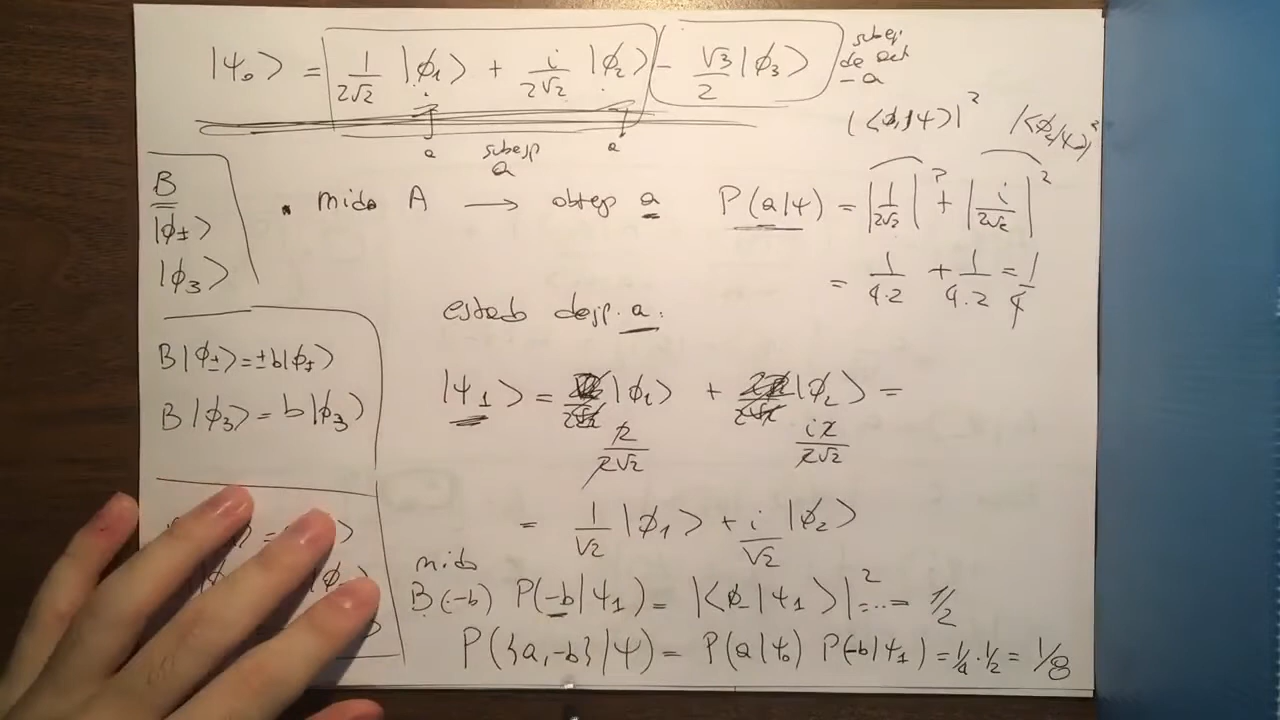 |ψ₀⟩ = 1/2√2 |ϕ₁⟩ + i/2√2 |ϕ₂⟩ - √3/2 |ϕ₃⟩
subesp
-a
a subesp a a
|⟨ϕ₁|ψ⟩|² |⟨ϕ₂|ψ⟩|²
B
|ϕ±⟩
|ϕ₃⟩
• mido A → obtego a P(a|ψ) = |1/2√2|² + |i/2√2|²
= 1/4·2 + 1/4·2 = 1/4
estado desp. a:
B|ϕ±⟩=±b|ϕ±⟩
B|ϕ₃⟩= b|ϕ₃⟩
|ψ₁⟩ = 2/2√2 |ϕ₁⟩ + i2/2√2 |ϕ₂⟩ =
= 1/√2 |ϕ₁⟩ + i/√2 |ϕ₂⟩
mido
B (-b) P(-b|ψ₁) = |⟨ϕ₋|ψ₁⟩|² = ... = 1/2
P({a,-b}|ψ) = P(a|ψ₀) P(-b|ψ₁) = 1/4 · 1/2 = 1/8